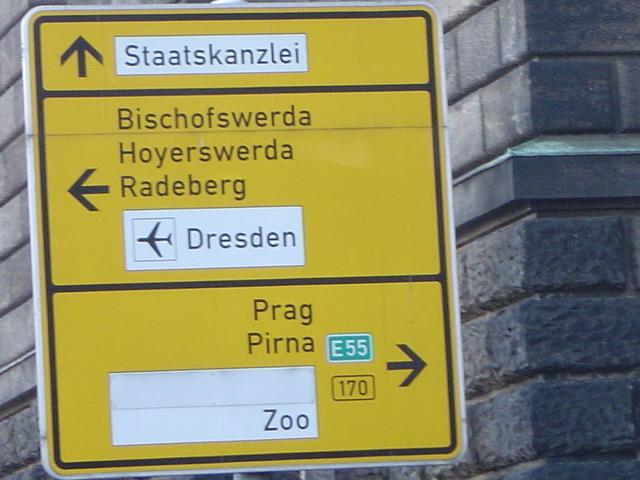 Staatskanzlei
Bischofswerda
Hoyerswerda
Radeberg
Dresden
Prag
Pirna E55
170
Zoo